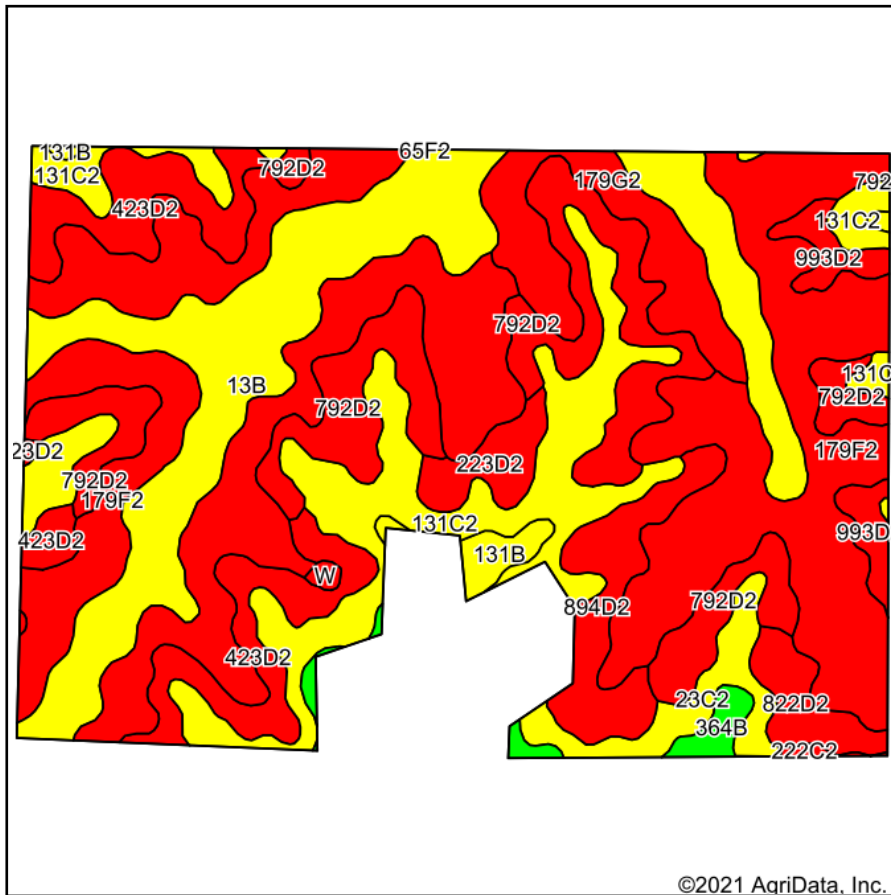 131B
65F2
131C2
792D2
179G2
792
423D2
131C2
993D2
792D2
131C
13B
792D2
792D2
223D2
179F2
23D2
792D2
179F2
131C2
993D
423D2
131B
W
792D2
894D2
423D2
23C2
822D2
364B
222C2
©2021 AgriData, Inc.